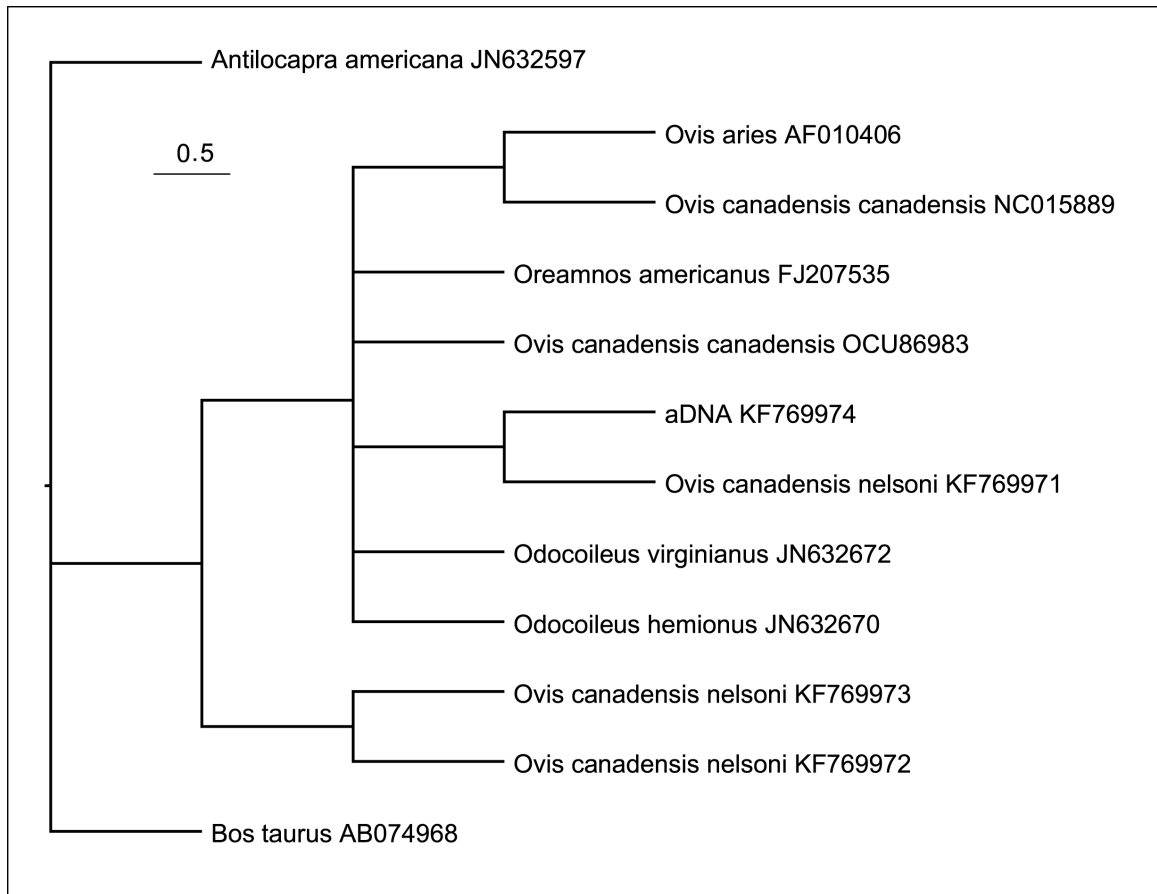 Antilocapra americana JN632597
Ovis aries AF010406
0.5
Ovis canadensis canadensis NC015889
Oreamnos americanus FJ207535
Ovis canadensis canadensis OCU86983
aDNA KF769974
Ovis canadensis nelsoni KF769971
Odocoileus virginianus JN632672
Odocoileus hemionus JN632670
Ovis canadensis nelsoni KF769973
Ovis canadensis nelsoni KF769972
Bos taurus AB074968